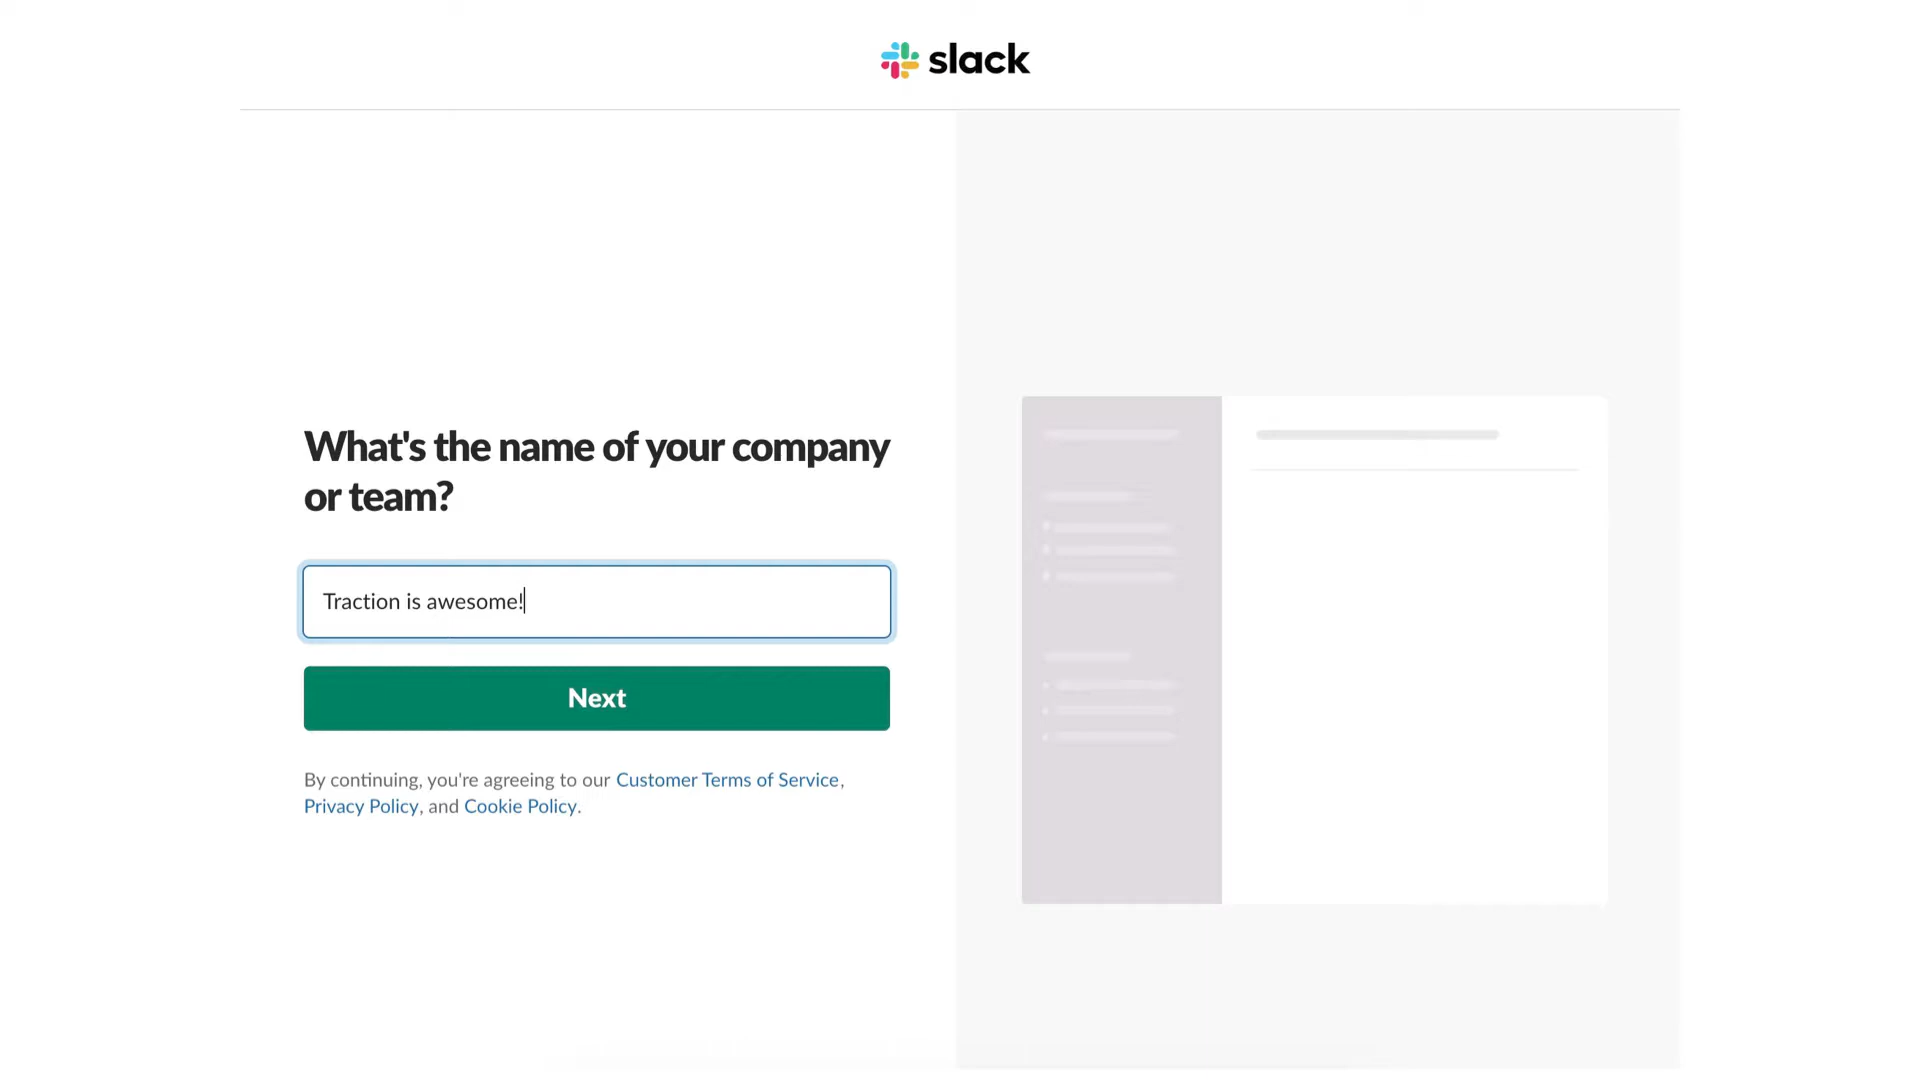 slack
What's the name of your company
or team?
Traction is awesome!
Next
By continuing, you're agreeing to our Customer Terms of Service,
Privacy Policy, and Cookie Policy.